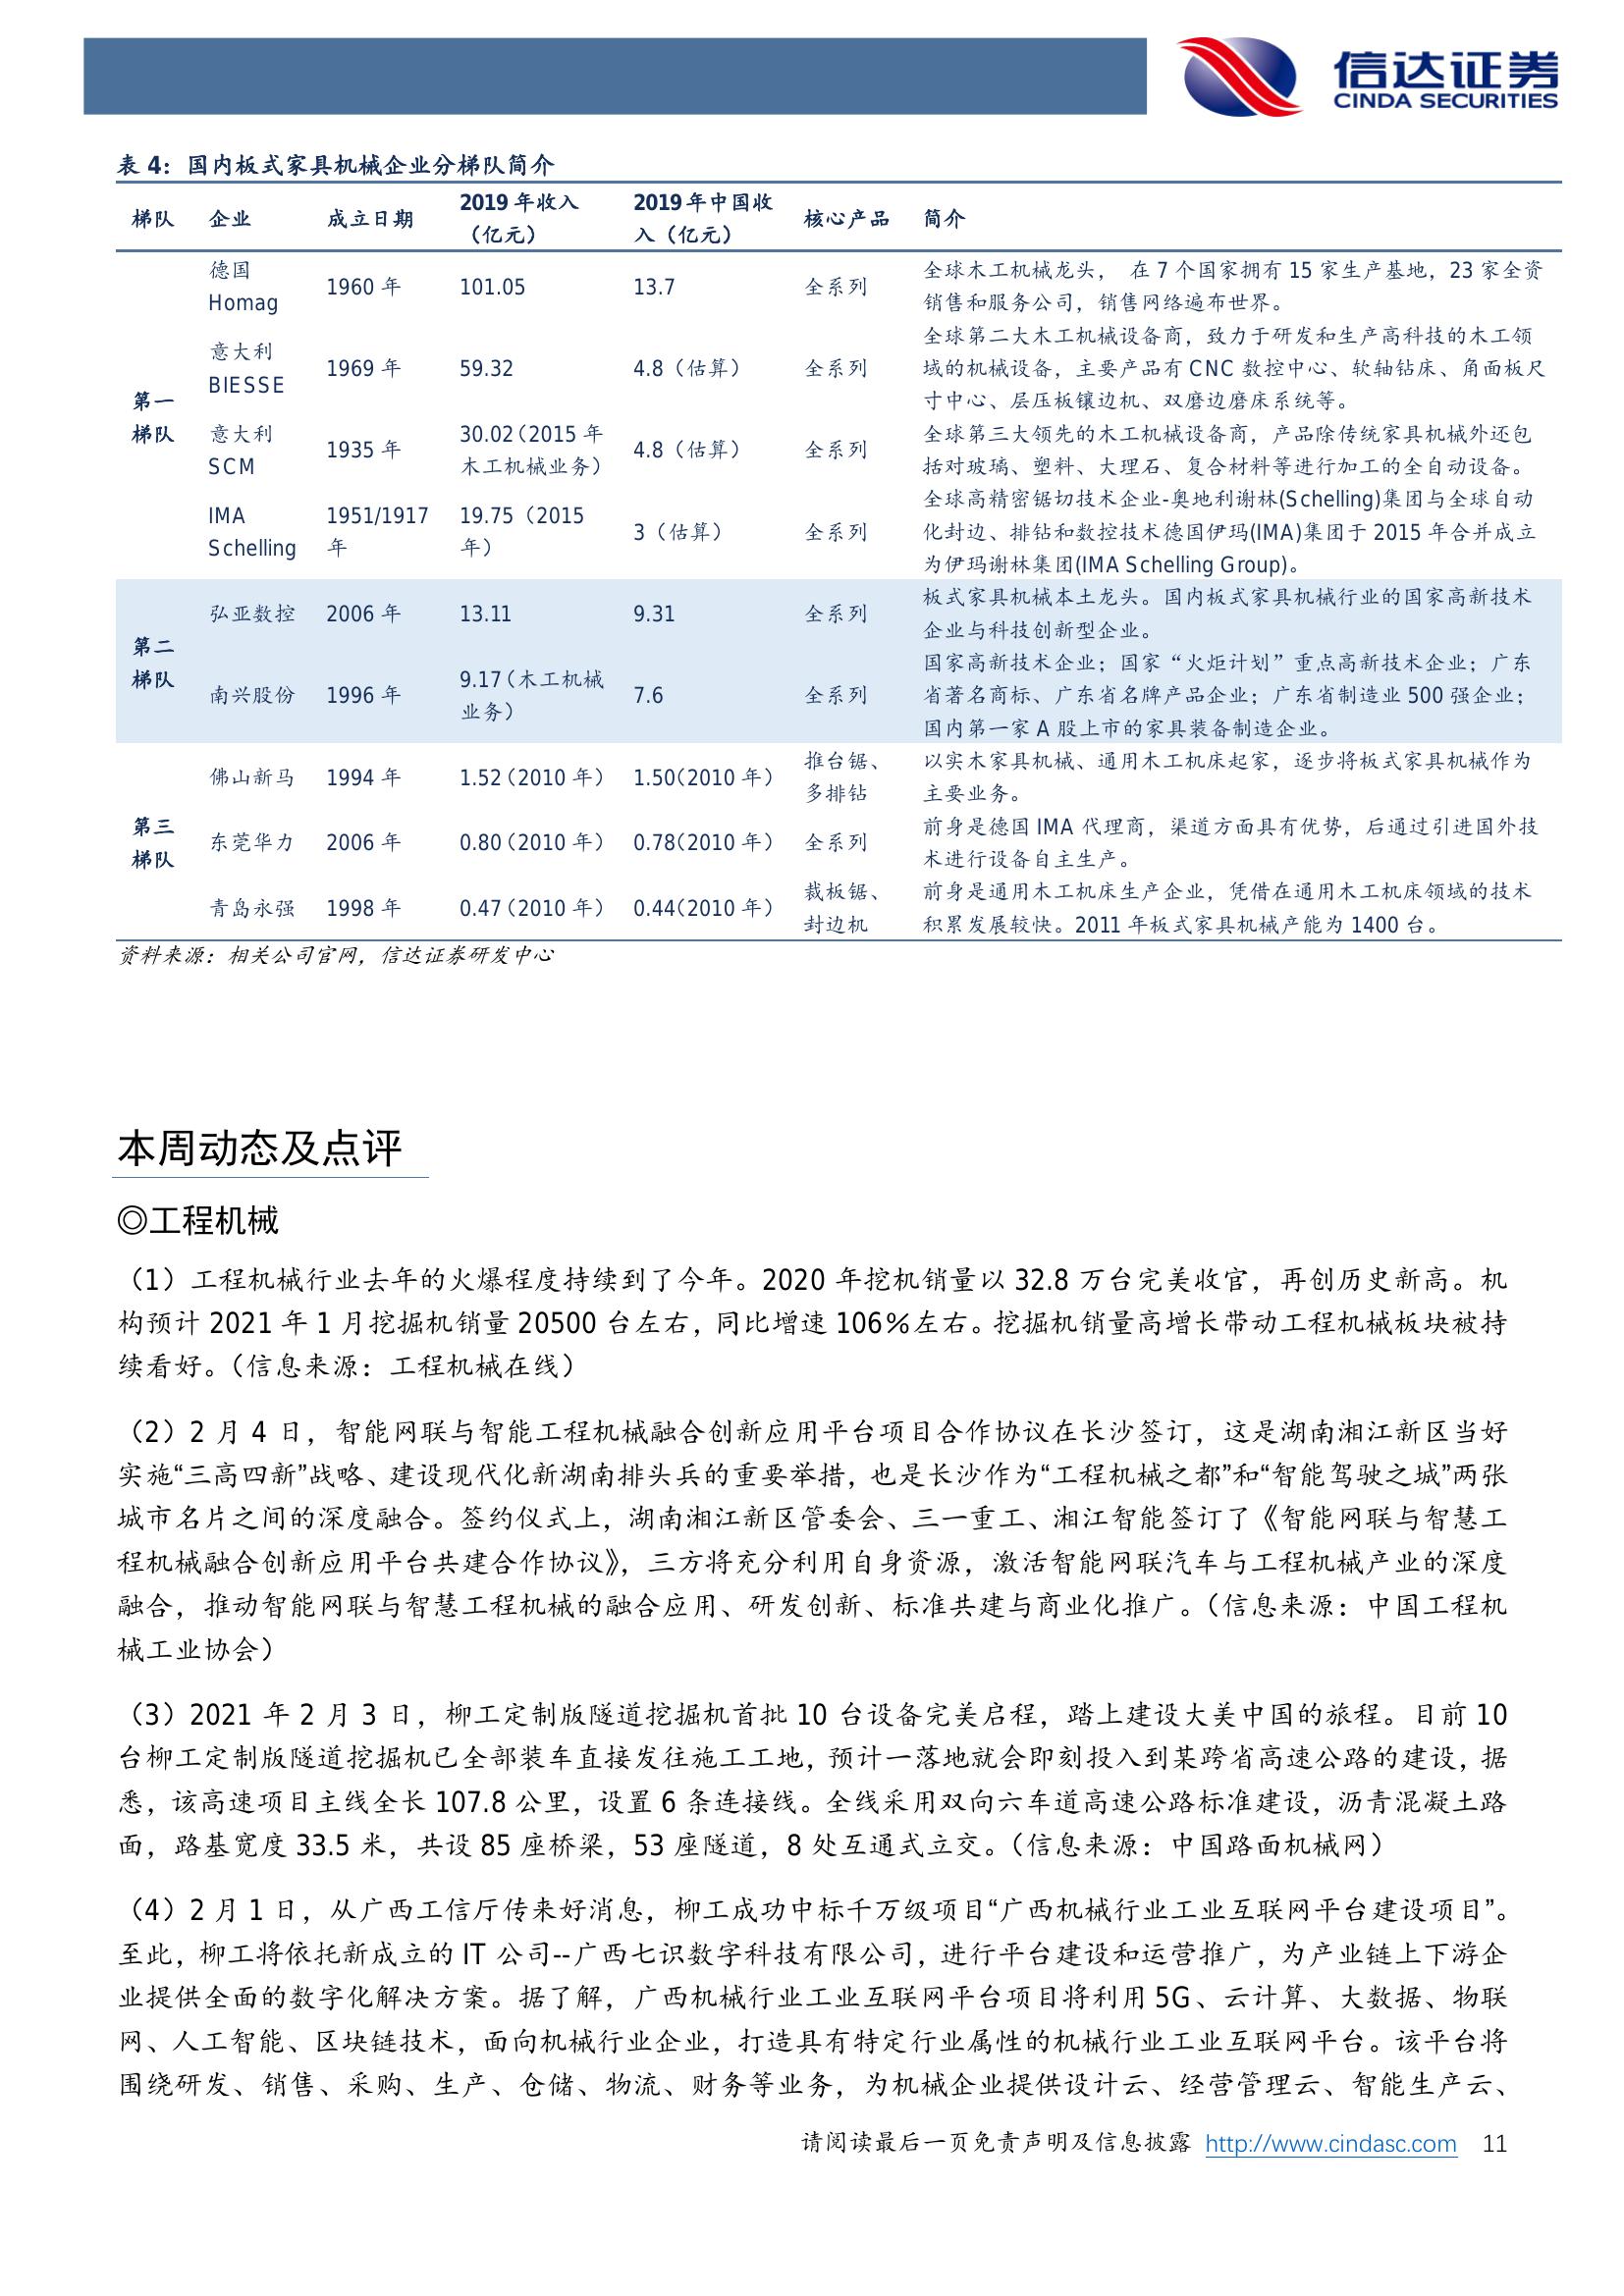 信达证券
CINDA SECURITIES
表 4：国内板式家具机械企业分梯队简介
梯队 企业 成立日期 2019 年收入（亿元） 2019 年中国收入（亿元） 核心产品 简介
第一梯队
德国 Homag 1960 年 101.05 13.7 全系列 全球木工机械龙头， 在 7 个国家拥有 15 家生产基地，23 家全资
销售和服务公司，销售网络遍布世界。
意大利 BIESSE 1969 年 59.32 4.8（估算） 全系列 全球第二大木工机械设备商，致力于研发和生产高科技的木工领
域的机械设备，主要产品有 CNC 数控中心、软轴钻床、角面板尺
寸中心、层压板镶边机、双磨边磨床系统等。
意大利 SCM 1935 年 30.02（2015 年木工机械业务） 4.8（估算） 全系列 全球第三大领先的木工机械设备商，产品除传统家具机械外还包
括对玻璃、塑料、大理石、复合材料等进行加工的全自动设备。
IMA Schelling 1951/1917 年 19.75（2015 年） 3（估算） 全系列 全球高精密锯切技术企业-奥地利谢林(Schelling)集团与全球自动
化封边、排钻和数控技术德国伊玛(IMA)集团于 2015 年合并成立
为伊玛谢林集团(IMA Schelling Group)。
第二梯队
弘亚数控 2006 年 13.11 9.31 全系列 板式家具机械本土龙头。国内板式家具机械行业的国家高新技术
企业与科技创新型企业。
南兴股份 1996 年 9.17（木工机械业务） 7.6 全系列 国家高新技术企业；国家“火炬计划”重点高新技术企业；广东
省著名商标、广东省名牌产品企业；广东省制造业 500 强企业；
国内第一家 A 股上市的家具装备制造企业。
第三梯队
佛山新马 1994 年 1.52（2010 年） 1.50（2010 年） 推台锯、多排钻 以实木家具机械、通用木工机床起家，逐步将板式家具机械作为
主要业务。
东莞华力 2006 年 0.80（2010 年） 0.78（2010 年） 全系列 前身是德国 IMA 代理商，渠道方面具有优势，后通过引进国外技
术进行设备自主生产。
青岛永强 1998 年 0.47（2010 年） 0.44（2010 年） 裁板锯、封边机 前身是通用木工机床生产企业，凭借在通用木工机床领域的技术
积累发展较快。2011 年板式家具机械产能为 1400 台。
资料来源：相关公司官网，信达证券研发中心
本周动态及点评
◎工程机械
（1）工程机械行业去年的火爆程度持续到了今年。2020 年挖机销量以 32.8 万台完美收官，再创历史新高。机
构预计 2021 年 1 月挖掘机销量 20500 台左右，同比增速 106%左右。挖掘机销量高增长带动工程机械板块被持
续看好。（信息来源：工程机械在线）
（2）2 月 4 日，智能网联与智能工程机械融合创新应用平台项目合作协议在长沙签订，这是湖南湘江新区当好
实施“三高四新”战略、建设现代化新湖南排头兵的重要举措，也是长沙作为“工程机械之都”和“智能驾驶之城”两张
城市名片之间的深度融合。签约仪式上，湖南湘江新区管委会、三一重工、湘江智能签订了《智能网联与智慧工
程机械融合创新应用平台共建合作协议》，三方将充分利用自身资源，激活智能网联汽车与工程机械产业的深度
融合，推动智能网联与智慧工程机械的融合应用、研发创新、标准共建与商业化推广。（信息来源：中国工程机
械工业协会）
（3）2021 年 2 月 3 日，柳工定制版隧道挖掘机首批 10 台设备完美启程，踏上建设大美中国的旅程。目前 10
台柳工定制版隧道挖掘机已全部装车直接发往施工工地，预计一落地就会即刻投入到某跨省高速公路的建设，据
悉，该高速项目主线全长 107.8 公里，设置 6 条连接线。全线采用双向六车道高速公路标准建设，沥青混凝土路
面，路基宽度 33.5 米，共设 85 座桥梁，53 座隧道，8 处互通式立交。（信息来源：中国路面机械网）
（4）2 月 1 日，从广西工信厅传来好消息，柳工成功中标千万级项目“广西机械行业工业互联网平台建设项目”。
至此，柳工将依托新成立的 IT 公司--广西七识数字科技有限公司，进行平台建设和运营推广，为产业链上下游企
业提供全面的数字化解决方案。据了解，广西机械行业工业互联网平台项目将利用 5G、云计算、大数据、物联
网、人工智能、区块链技术，面向机械行业企业，打造具有特定行业属性的机械行业工业互联网平台。该平台将
围绕研发、销售、采购、生产、仓储、物流、财务等业务，为机械企业提供设计云、经营管理云、智能生产云、
请阅读最后一页免责声明及信息披露 http://www.cindasc.com 11